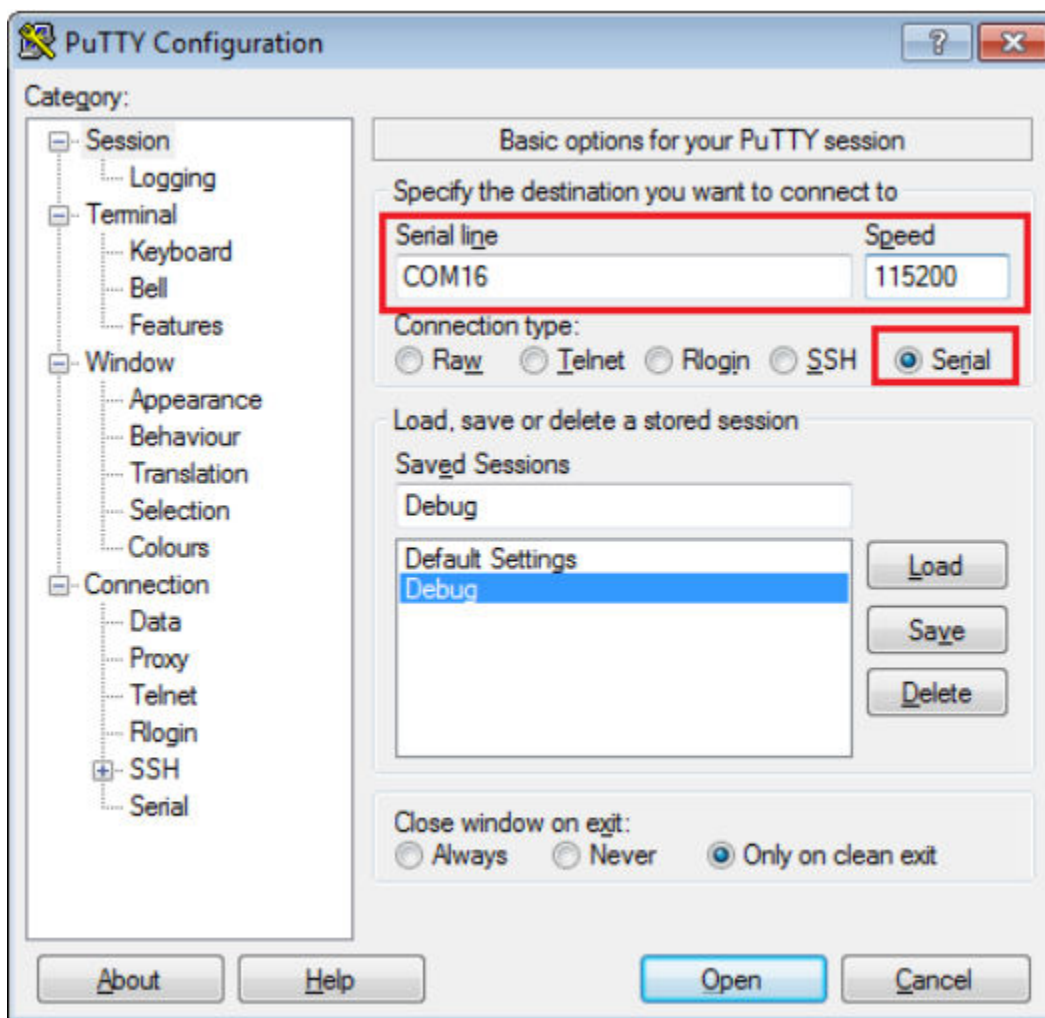 PuTTY Configuration
?
Category:
Session
Logging
Terminal
Keyboard
Bell
Features
Window
Appearance
Behaviour
Translation
Selection
Colours
Connection
Data
Proxy
Telnet
Rlogin
SSH
Serial
Basic options for your PuTTY session
Specify the destination you want to connect to
Serial line Speed
COM16 115200
Connection type:
Raw Telnet Rlogin SSH Serial
Load, save or delete a stored session
Saved Sessions
Debug
Default Settings
Debug
Load
Save
Delete
Close window on exit:
Always Never Only on clean exit
About Help Open Cancel